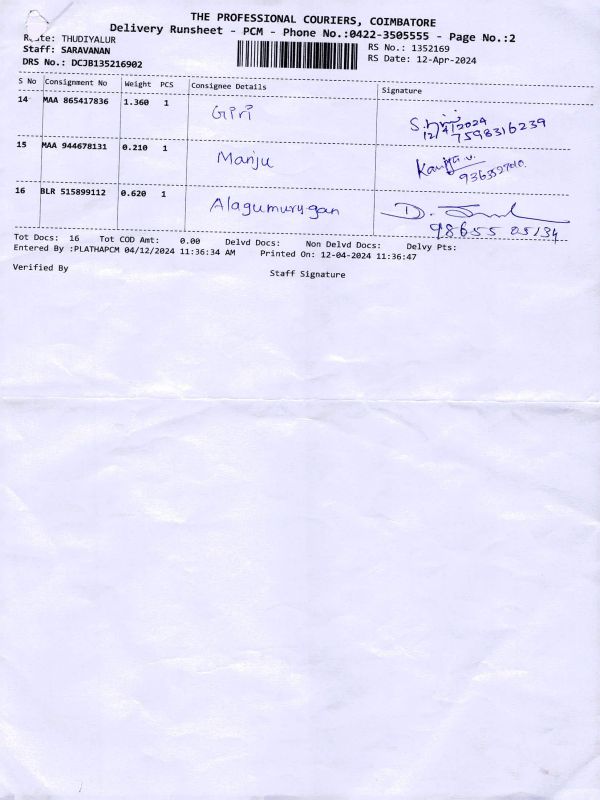 THE PROFESSIONAL COURIERS, COIMBATORE
Delivery Runsheet - PCM - Phone No.:0422-3505555 - Page No.:2
Route: THUDIYALUR
Staff: SARAVANAN
DRS No.: DCJB135216902
RS No.: 1352169
RS Date: 12-Apr-2024
S No Consignment No Weight PCS Consignee Details Signature
14 MAA 865417836 1.360 1 Giri
12/4/2024
7598316239
15 MAA 944678131 0.210 1 Manju
16 BLR 515899112 0.620 1 Alagumurugan
98655 05134
Tot Docs: 16 Tot COD Amt: 0.00 Delvd Docs: Non Delvd Docs: Delvy Pts:
Entered By :PLATHAPCM 04/12/2024 11:36:34 AM Printed On: 12-04-2024 11:36:47
Verified By
Staff Signature